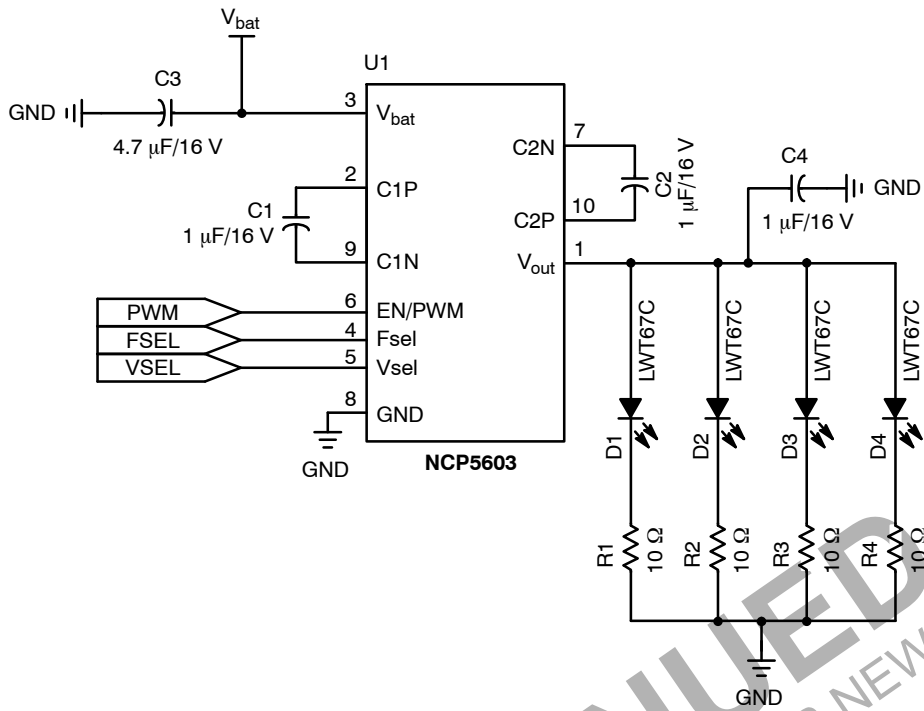 V_bat
U1
C3
GND
4.7 µF/16 V
3
V_bat
2
C1P
C1
1 µF/16 V
9
C1N
PWM
6
EN/PWM
FSEL
4
Fsel
VSEL
5
Vsel
8
GND
GND
NCP5603
C2N
7
C2
1 µF/16 V
C2P
10
V_out
1
C4
GND
1 µF/16 V
LWT67C
LWT67C
LWT67C
LWT67C
D1
D2
D3
D4
R1
10 Ω
R2
10 Ω
R3
10 Ω
R4
10 Ω
GND
NUED
NEW